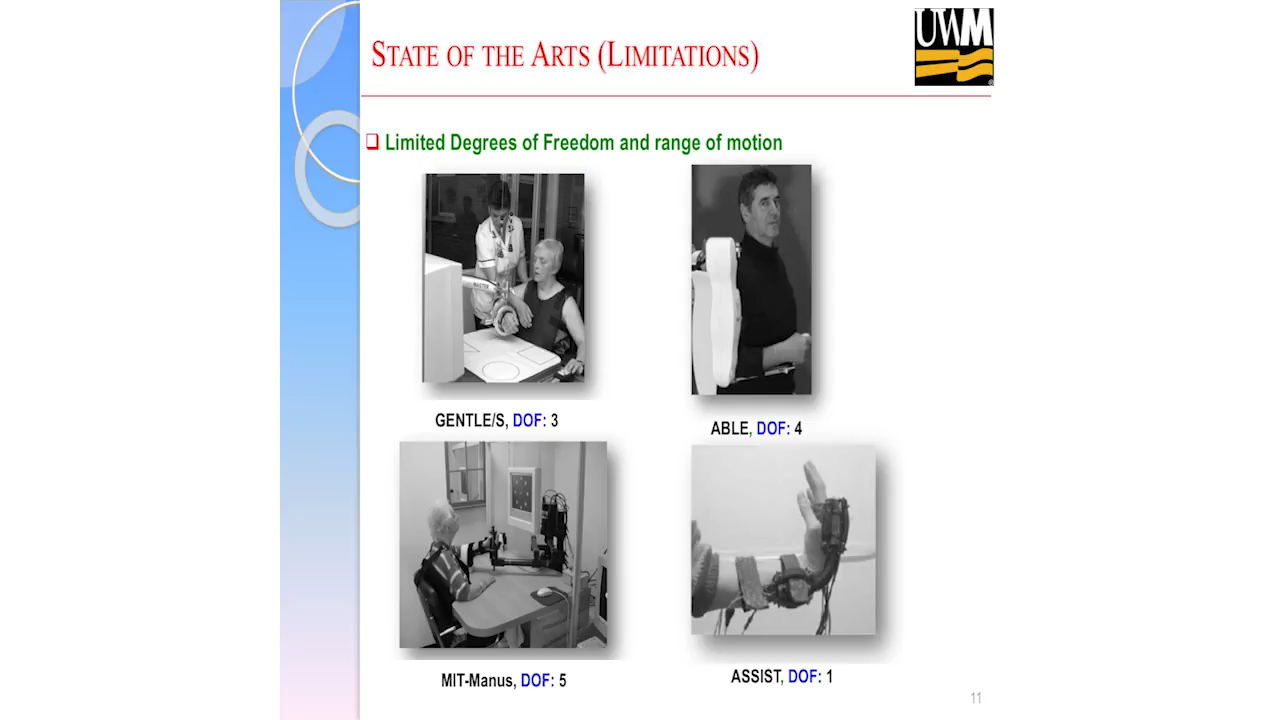 STATE OF THE ARTS (LIMITATIONS)
UWM
®
Limited Degrees of Freedom and range of motion
MASTER
GENTLE/S, DOF: 3
ABLE, DOF: 4
MIT-Manus, DOF: 5
ASSIST, DOF: 1
11